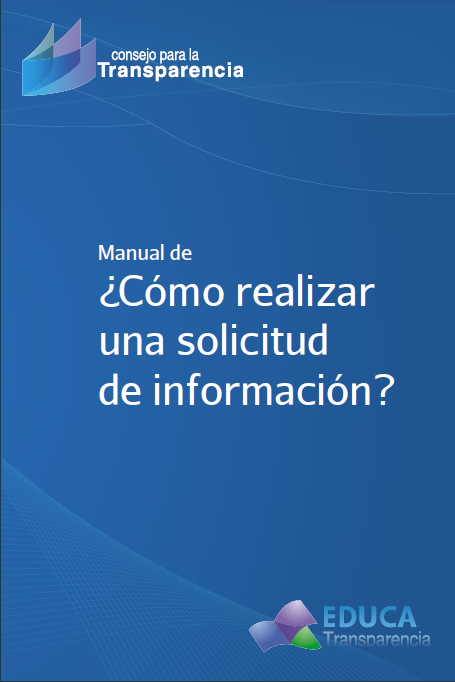 consejo para la
Transparencia
Manual de
¿Cómo realizar
una solicitud
de información?
EDUCA
Transparencia